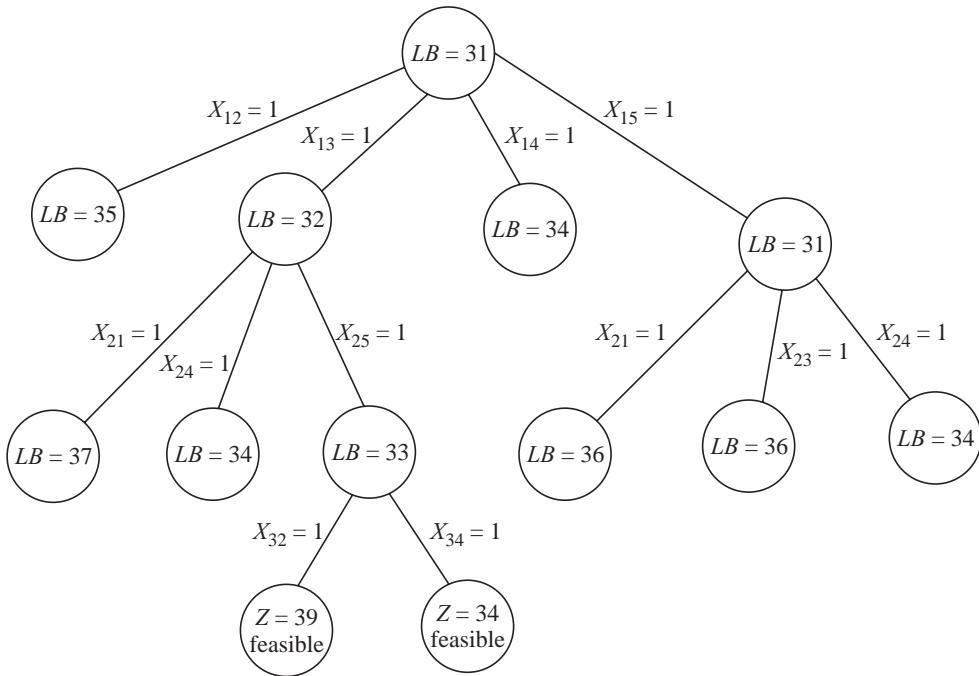 LB = 31
X₁₂ = 1
X₁₃ = 1
X₁₄ = 1
X₁₅ = 1
LB = 35
LB = 32
LB = 34
LB = 31
X₂₁ = 1
X₂₄ = 1
X₂₅ = 1
X₂₁ = 1
X₂₃ = 1
X₂₄ = 1
LB = 37
LB = 34
LB = 33
LB = 36
LB = 36
LB = 34
X₃₂ = 1
X₃₄ = 1
Z = 39
feasible
Z = 34
feasible